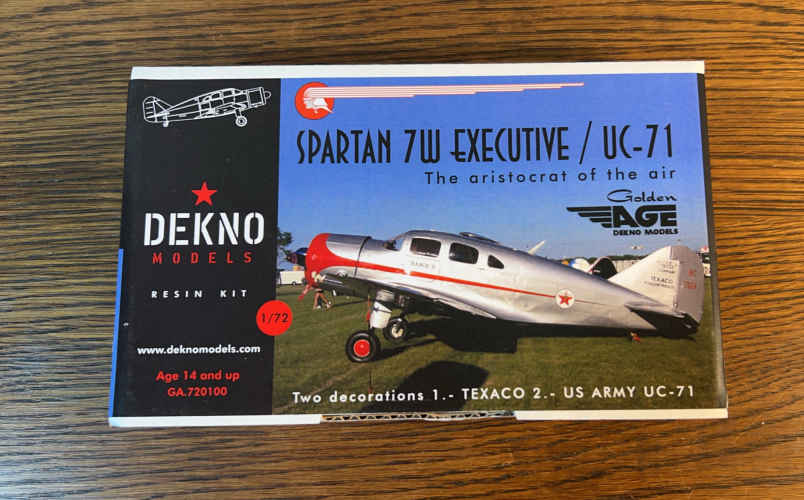 SPARTAN 7W EXECUTIVE / UC-71
The aristocrat of the air
Golden
AGE
DEKNO MODELS
DEKNO
MODELS
RESIN KIT
1/72
www.deknomodels.com
Age 14 and up
GA.720100
TEXACO
Two decorations 1.- TEXACO 2.- US ARMY UC-71